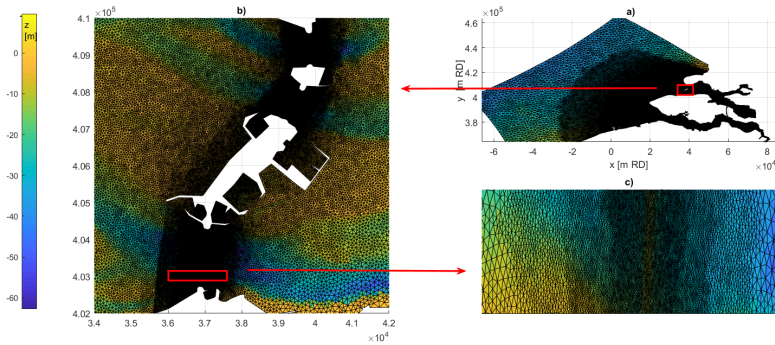 z
[m]
0
-10
-20
-30
-40
-50
-60
b)
×10⁵
4.1
4.09
4.08
4.07
4.06
4.05
4.04
4.03
4.02
3.4 3.5 3.6 3.7 3.8 3.9 4 4.1 4.2
×10⁴
a)
×10⁵
4.6
4.4
4.2
4
3.8
y [m RD]
-6 -4 -2 0 2 4 6 8
x [m RD]
×10⁴
c)